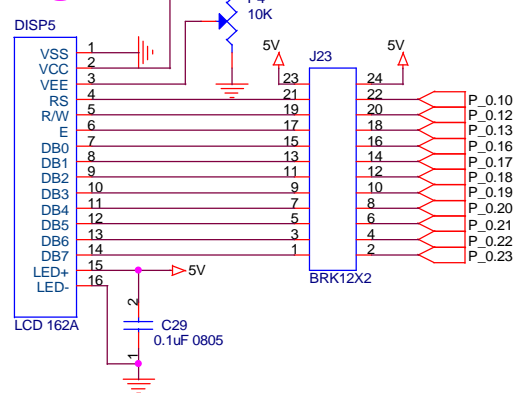 P4
10K
DISP5
5V J23 5V
VSS 1
VCC 2
VEE 3 23 24
RS 4 21 22 P_0.10
R/W 5 19 20 P_0.12
E 6 17 18 P_0.13
DB0 7 15 16 P_0.16
DB1 8 13 14 P_0.17
DB2 9 11 12 P_0.18
DB3 10 9 10 P_0.19
DB4 11 7 8 P_0.20
DB5 12 5 6 P_0.21
DB6 13 3 4 P_0.22
DB7 14 1 2 P_0.23
LED+ 15 5V
LED- 16 BRK12X2
2
LCD 162A C29
0.1uF 0805
1